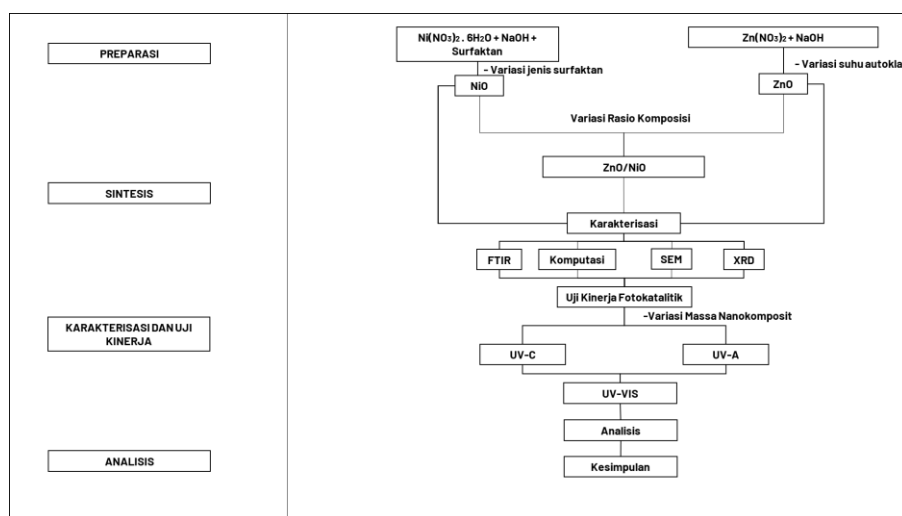 PREPARASI
SINTESIS
KARAKTERISASI DAN UJI
KINERJA
ANALISIS
Ni(NO₃)₂ . 6H₂O + NaOH +
Surfaktan
- Variasi jenis surfaktan
NiO
Zn(NO₃)₂ + NaOH
- Variasi suhu autokla
ZnO
Variasi Rasio Komposisi
ZnO/NiO
Karakterisasi
FTIR
Komputasi
SEM
XRD
Uji Kinerja Fotokatalitik
-Variasi Massa Nanokomposit
UV-C
UV-A
UV-VIS
Analisis
Kesimpulan